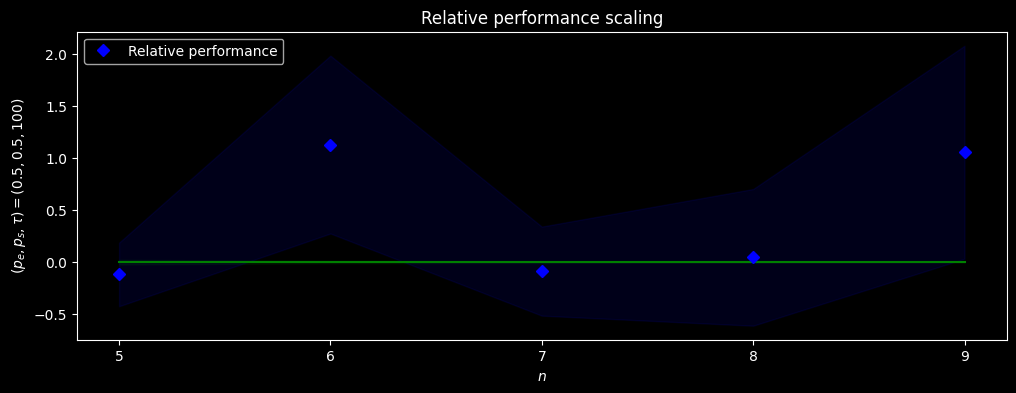 Relative performance scaling
Relative performance
(p_e, p_s, τ) = (0.5, 0.5, 100)
2.0
1.5
1.0
0.5
0.0
−0.5
5 6 7 8 9
n